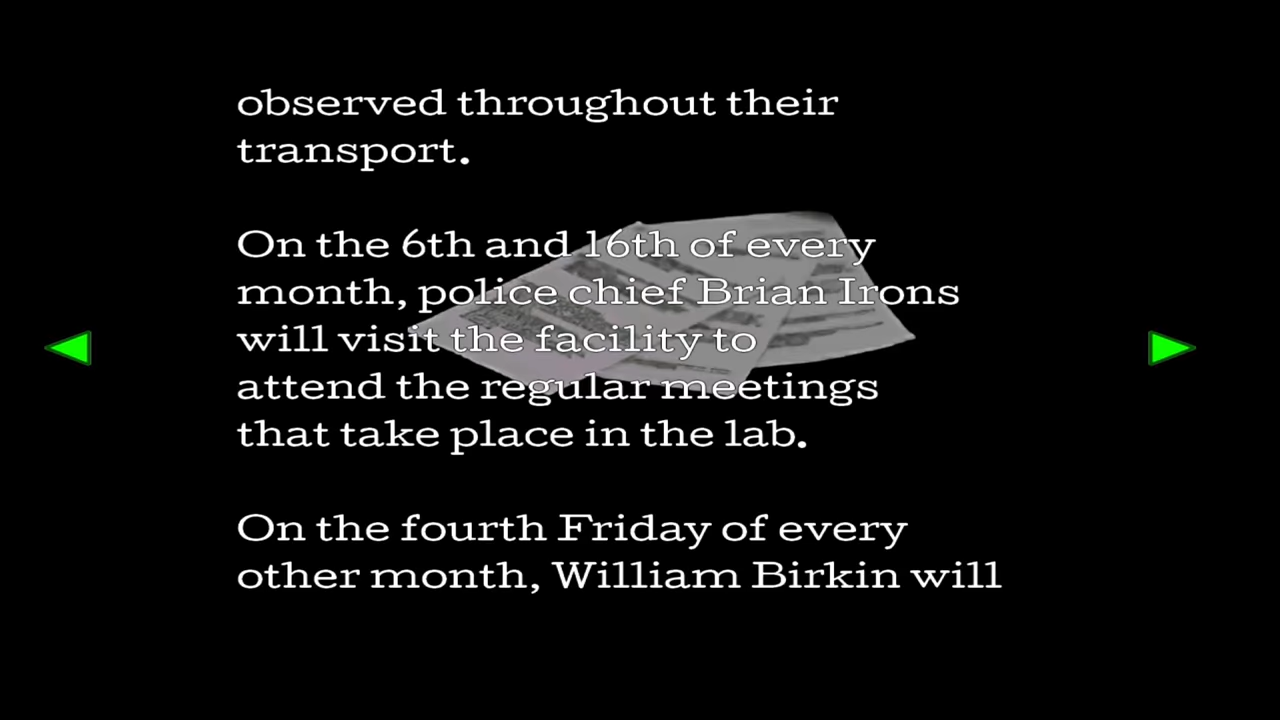 observed throughout their
transport.
On the 6th and 16th of every
month, police chief Brian Irons
will visit the facility to
attend the regular meetings
that take place in the lab.
On the fourth Friday of every
other month, William Birkin will